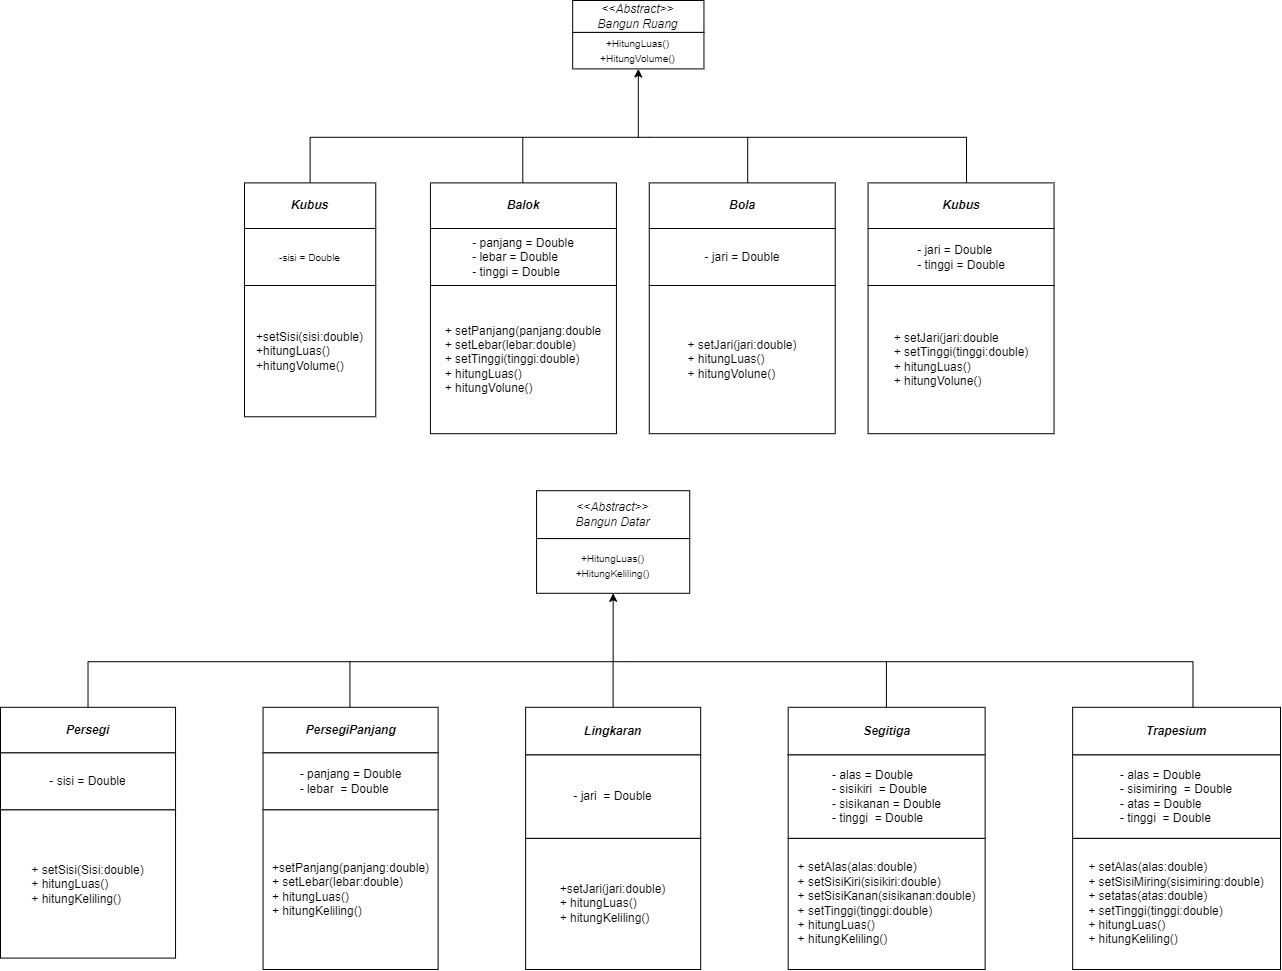 <<Abstract>>
Bangun Ruang
+HitungLuas()
+HitungVolume()
Kubus
-sisi = Double
+setSisi(sisi:double)
+hitungLuas()
+hitungVolume()
Balok
- panjang = Double
- lebar = Double
- tinggi = Double
+ setPanjang(panjang:double
+ setLebar(lebar:double)
+ setTinggi(tinggi:double)
+ hitungLuas()
+ hitungVolune()
Bola
- jari = Double
+ setJari(jari:double)
+ hitungLuas()
+ hitungVolune()
Kubus
- jari = Double
- tinggi = Double
+ setJari(jari:double
+ setTinggi(tinggi:double)
+ hitungLuas()
+ hitungVolune()
<<Abstract>>
Bangun Datar
+HitungLuas()
+HitungKeliling()
Persegi
- sisi = Double
+ setSisi(Sisi:double)
+ hitungLuas()
+ hitungKeliling()
PersegiPanjang
- panjang = Double
- lebar = Double
+setPanjang(panjang:double)
+ setLebar(lebar:double)
+ hitungLuas()
+ hitungKeliling()
Lingkaran
- jari = Double
+setJari(jari:double)
+ hitungLuas()
+ hitungKeliling()
Segitiga
- alas = Double
- sisikiri = Double
- sisikanan = Double
- tinggi = Double
+ setAlas(alas:double)
+ setSisiKiri(sisikiri:double)
+ setSisiKanan(sisikanan:double)
+ setTinggi(tinggi:double)
+ hitungLuas()
+ hitungKeliling()
Trapesium
- alas = Double
- sisimiring = Double
- atas = Double
- tinggi = Double
+ setAlas(alas:double)
+ setSisiMiring(sisimiring:double)
+ setatas(atas:double)
+ setTinggi(tinggi:double)
+ hitungLuas()
+ hitungKeliling()